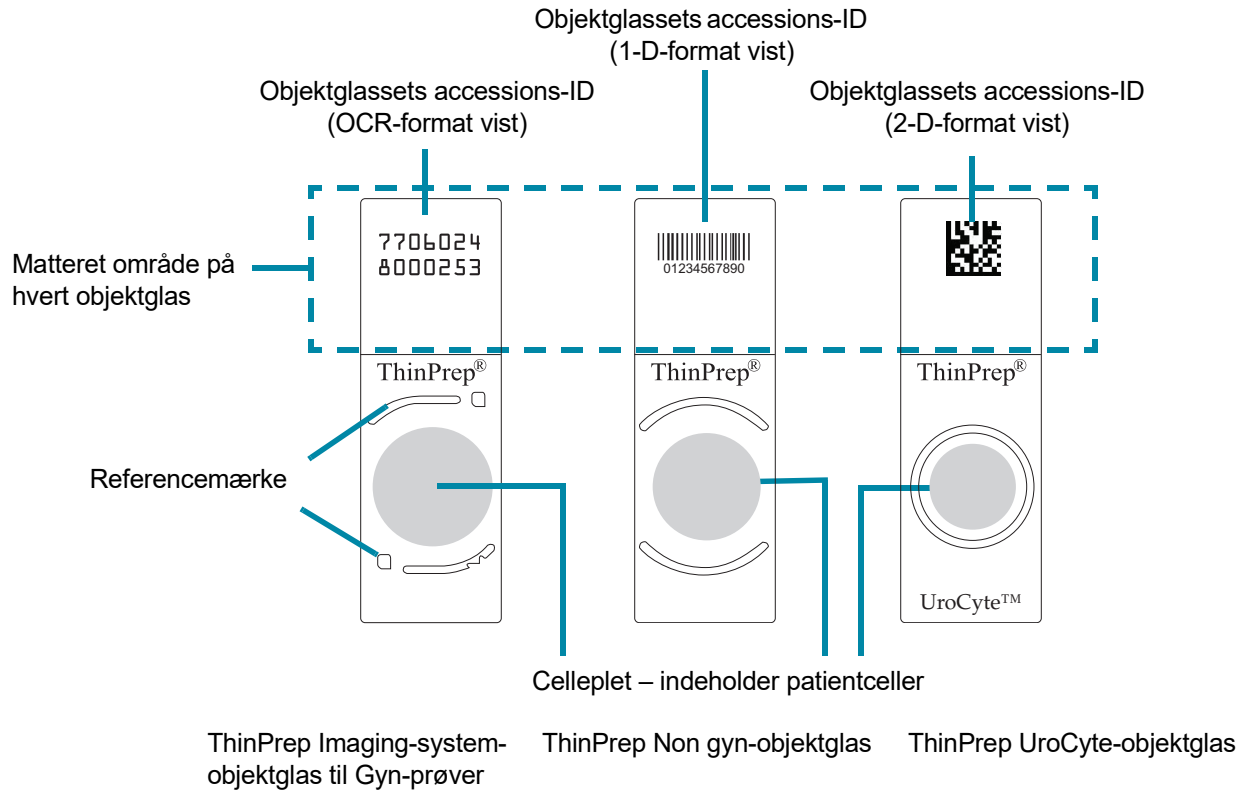 Objektglassets accessions-ID
(1-D-format vist)
Objektglassets accessions-ID
(OCR-format vist)
Objektglassets accessions-ID
(2-D-format vist)
Matteret område på
hvert objektglas
7706024
8000253
01234567890
ThinPrep®
ThinPrep®
ThinPrep®
Referencemærke
UroCyte™
Celleplet – indeholder patientceller
ThinPrep Imaging-system-
objektglas til Gyn-prøver
ThinPrep Non gyn-objektglas
ThinPrep UroCyte-objektglas